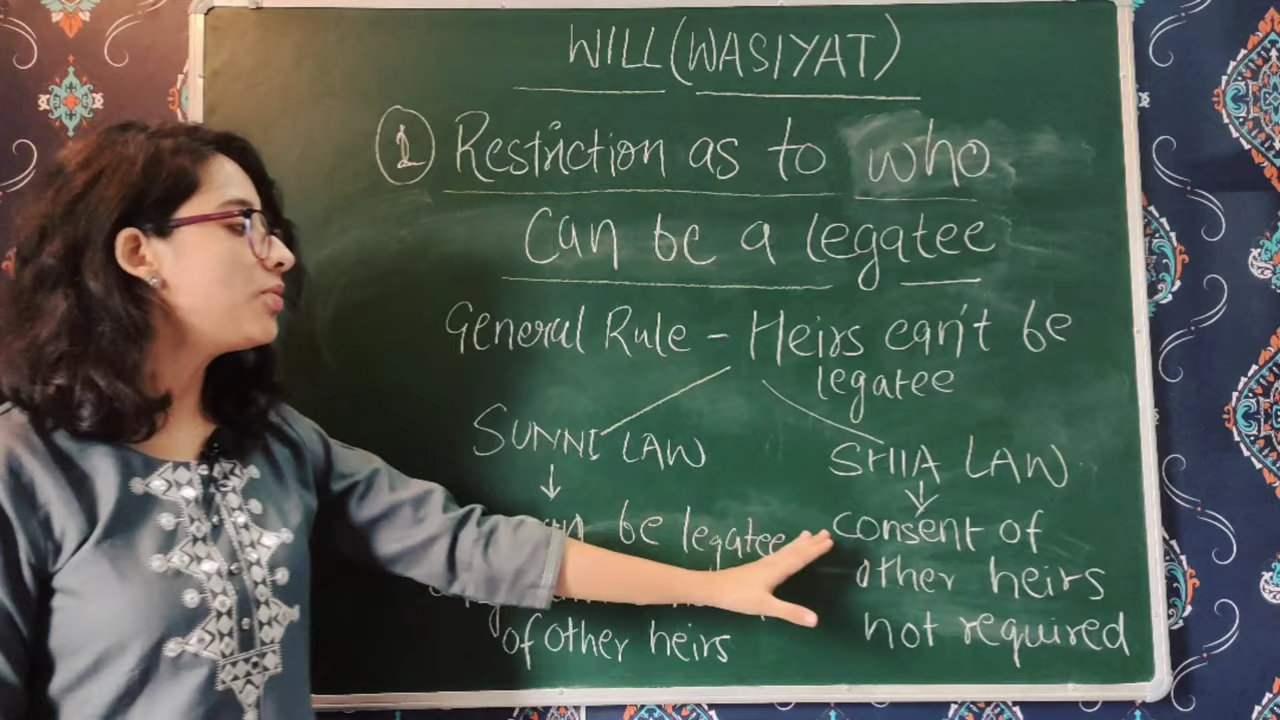 WILL (WASIYAT)
① Restriction as to who
Can be a legatee
General Rule - Heirs can't be
legatee
SUNNI LAW
↓
be legatee
of other heirs
SHIA LAW
↓
consent of
other heirs
not required